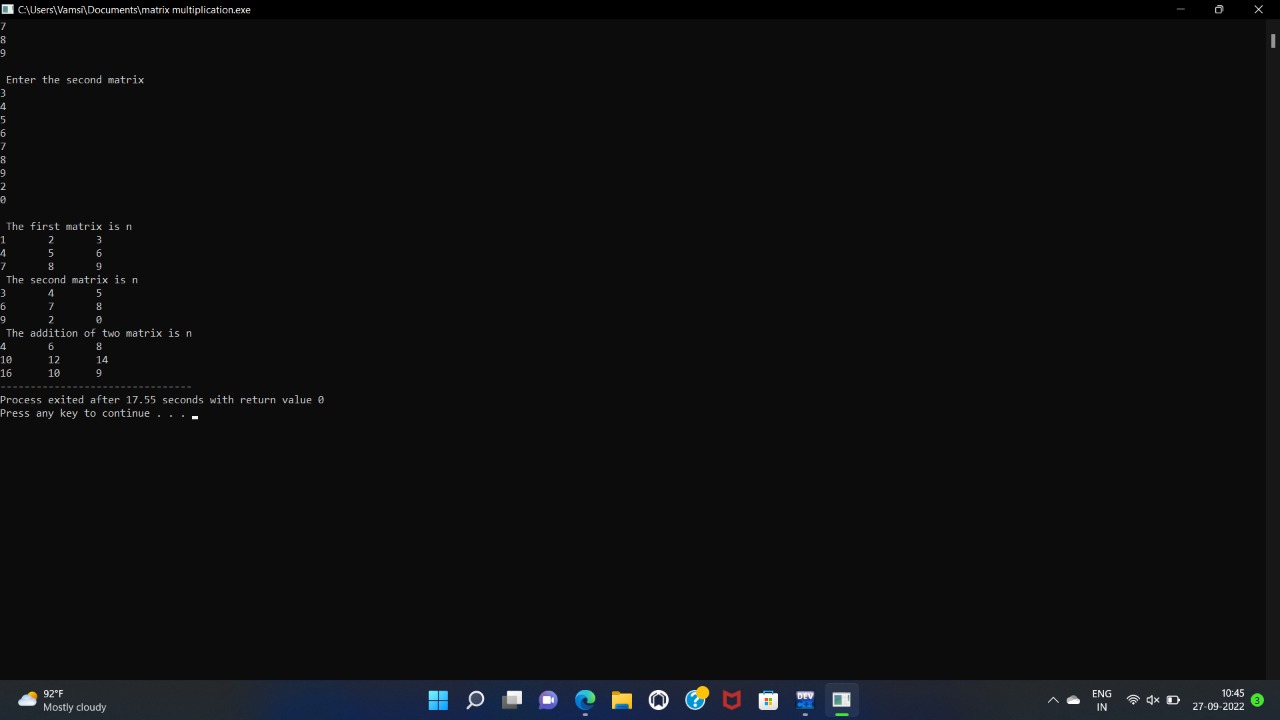 C:\Users\Vamsi\Documents\matrix multiplication.exe
7
8
9
Enter the second matrix
3
4
5
6
7
8
9
2
0
The first matrix is n
1 2 3
4 5 6
7 8 9
The second matrix is n
3 4 5
6 7 8
9 2 0
The addition of two matrix is n
4 6 8
10 12 14
16 10 9
--------------------------------
Process exited after 17.55 seconds with return value 0
Press any key to continue . . .
92°F
Mostly cloudy
DEV
ENG
IN
10:45
27-09-2022
3